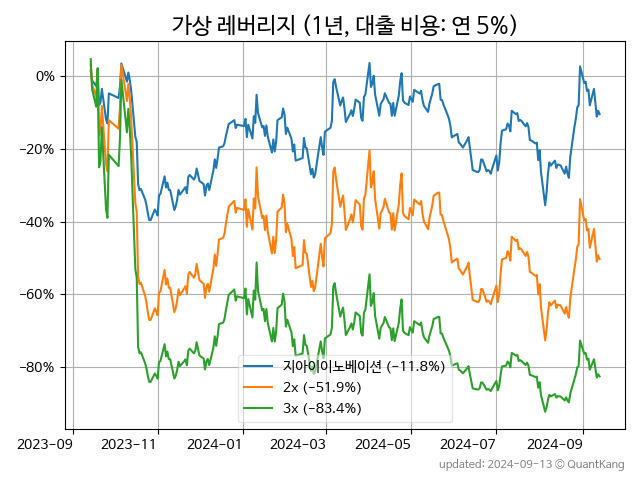 가상 레버리지 (1년, 대출 비용: 연 5%)
0%
−20%
−40%
−60%
−80%
지아이이노베이션 (−11.8%)
2x (−51.9%)
3x (−83.4%)
2023-09 2023-11 2024-01 2024-03 2024-05 2024-07 2024-09
updated: 2024-09-13 © QuantKang